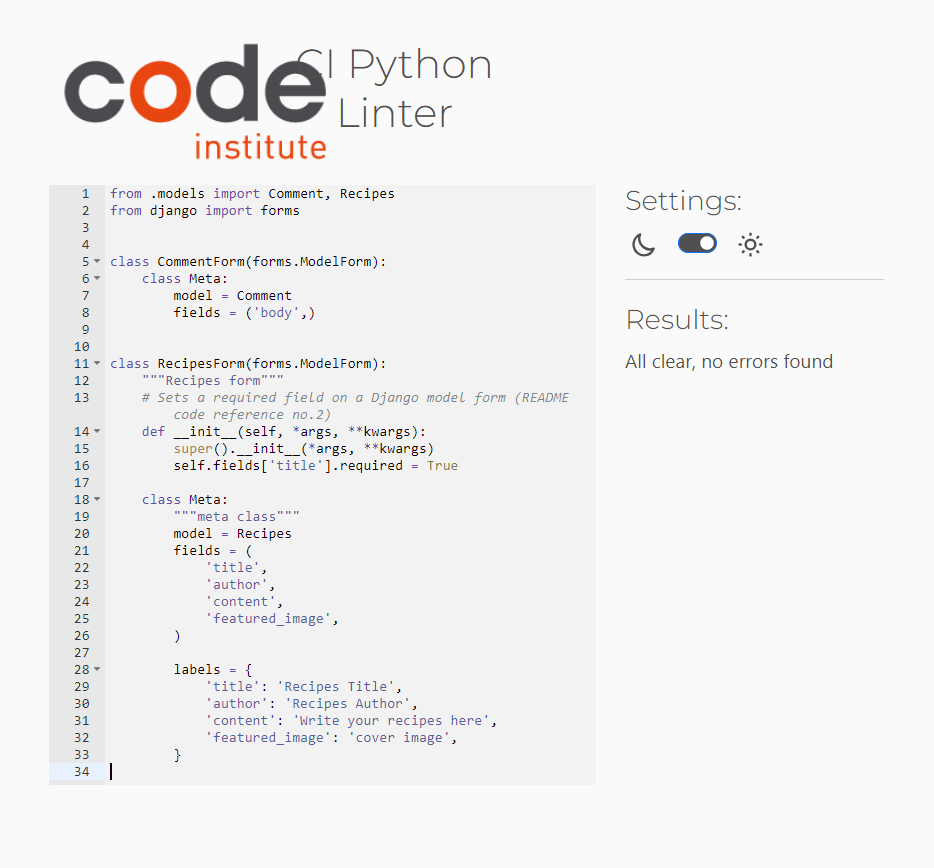 code
institute
CI Python
Linter
1 from .models import Comment, Recipes
2 from django import forms
3
4
5 class CommentForm(forms.ModelForm):
6     class Meta:
7         model = Comment
8         fields = ('body',)
9
10
11 class RecipesForm(forms.ModelForm):
12     """Recipes form"""
13     # Sets a required field on a Django model form (README
        code reference no.2)
14     def __init__(self, *args, **kwargs):
15         super().__init__(*args, **kwargs)
16         self.fields['title'].required = True
17
18     class Meta:
19         """meta class"""
20         model = Recipes
21         fields = (
22             'title',
23             'author',
24             'content',
25             'featured_image',
26         )
27
28         labels = {
29             'title': 'Recipes Title',
30             'author': 'Recipes Author',
31             'content': 'Write your recipes here',
32             'featured_image': 'cover image',
33         }
34
Settings:
Results:
All clear, no errors found